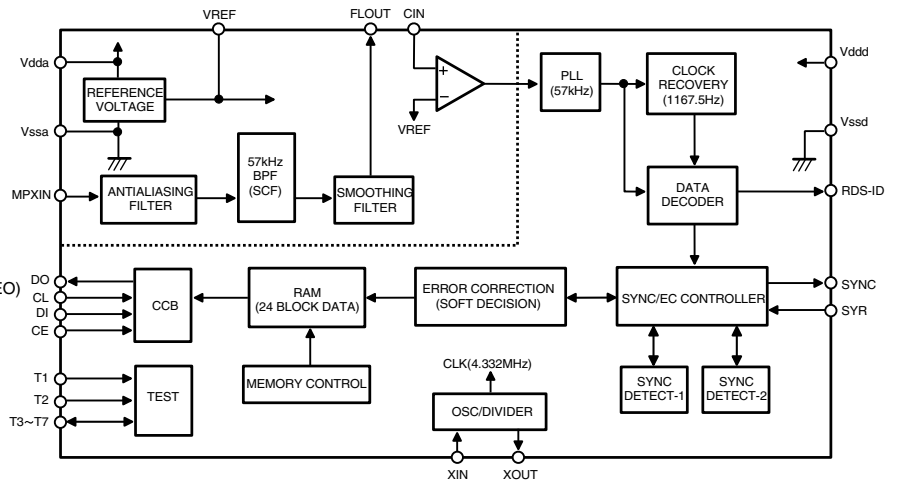 VREF
FLOUT
CIN
Vdda
Vddd
REFERENCE
VOLTAGE
+
−
VREF
PLL
(57kHz)
CLOCK
RECOVERY
(1167.5Hz)
Vssa
Vssd
MPXIN
ANTIALIASING
FILTER
57kHz
BPF
(SCF)
SMOOTHING
FILTER
DATA
DECODER
RDS-ID
EO)
DO
CL
DI
CE
CCB
RAM
(24 BLOCK DATA)
ERROR CORRECTION
(SOFT DECISION)
SYNC/EC CONTROLLER
SYNC
SYR
T1
T2
T3~T7
TEST
MEMORY CONTROL
CLK(4.332MHz)
OSC/DIVIDER
SYNC
DETECT-1
SYNC
DETECT-2
XIN
XOUT